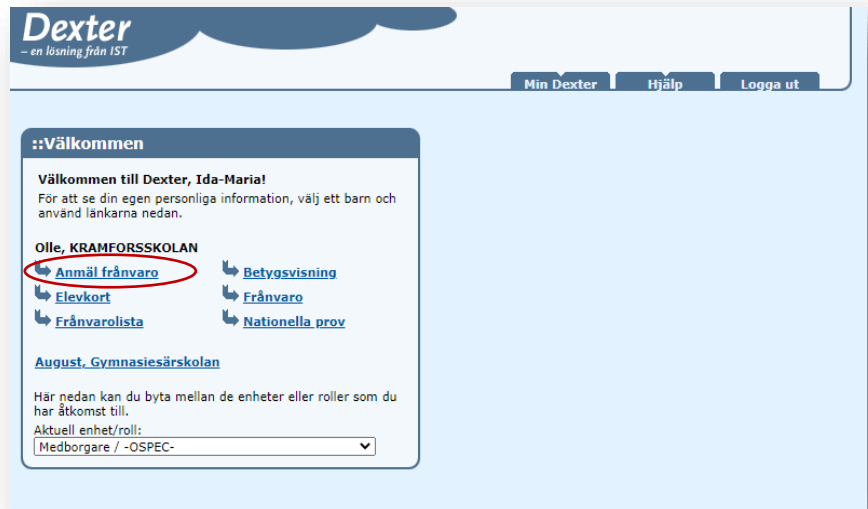 Dexter
– en lösning från IST
Min Dexter Hjälp Logga ut
::Välkommen
Välkommen till Dexter, Ida-Maria!
För att se din egen personliga information, välj ett barn och
använd länkarna nedan.
Olle, KRAMFORSSKOLAN
Anmäl frånvaro Betygsvisning
Elevkort Frånvaro
Frånvarolista Nationella prov
August, Gymnasiesärskolan
Här nedan kan du byta mellan de enheter eller roller som du
har åtkomst till.
Aktuell enhet/roll:
Medborgare / -OSPEC-